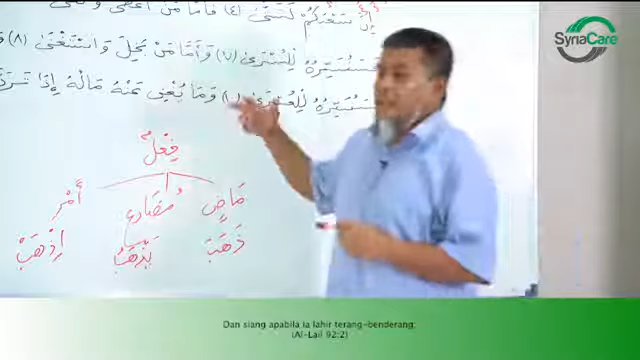 إِنَّ سَعْيَكُمْ لَشَتَّىٰ (٤) فَأَمَّا مَنْ أَعْطَىٰ
فَسَنُيَسِّرُهُ لِلْيُسْرَىٰ (٧) وَأَمَّا مَنْ بَخِلَ وَاسْتَغْنَىٰ (٨)
فَسَنُيَسِّرُهُ لِلْعُسْرَىٰ (١٠) وَمَا يُغْنِي عَنْهُ مَالُهُ إِذَا تَرَدَّىٰ
فِعْلٌ
مَاضٍ مُضَارِع أَمْر
ذَهَبَ يَذْهَبُ اِذْهَبْ
SyriaCare
Dan siang apabila ia lahir terang-benderang;
(Al-Lail 92:2)